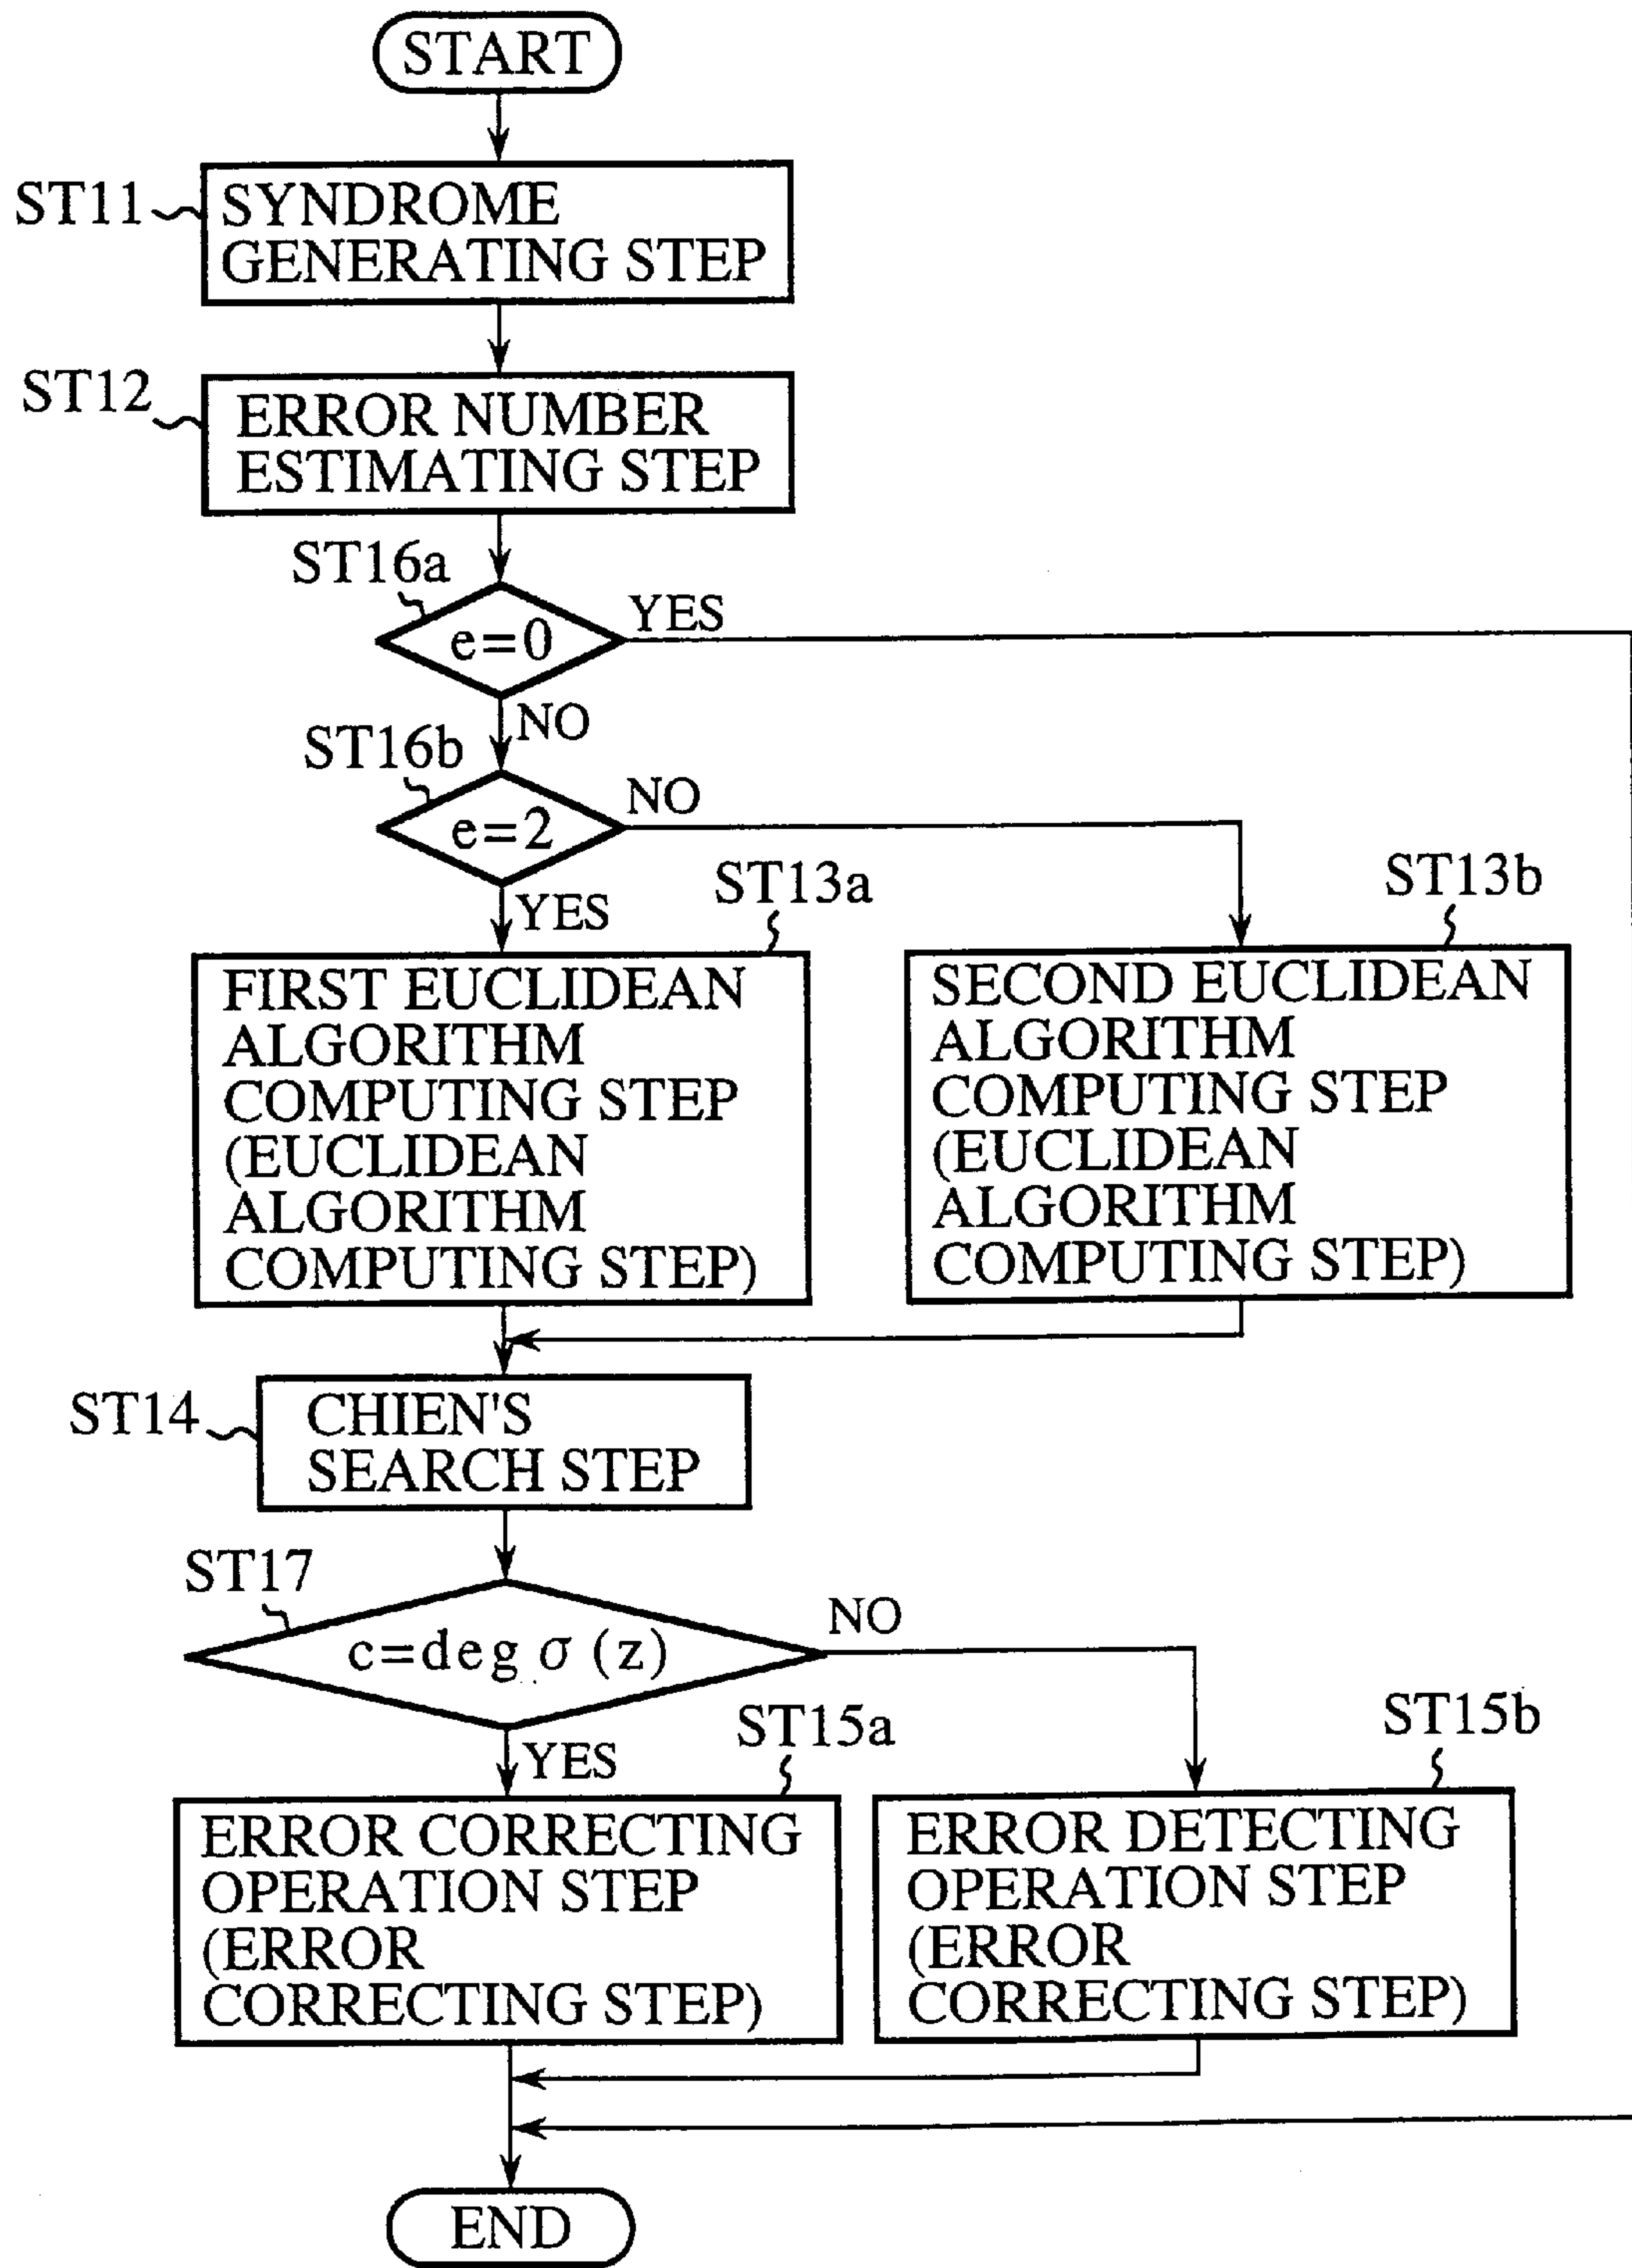 START
ST11
SYNDROME
GENERATING STEP
ST12
ERROR NUMBER
ESTIMATING STEP
ST16a
e=0
YES
NO
ST16b
e=2
NO
YES
ST13a
FIRST EUCLIDEAN
ALGORITHM
COMPUTING STEP
(EUCLIDEAN
ALGORITHM
COMPUTING STEP)
ST13b
SECOND EUCLIDEAN
ALGORITHM
COMPUTING STEP
(EUCLIDEAN
ALGORITHM
COMPUTING STEP)
ST14
CHIEN'S
SEARCH STEP
ST17
c=deg σ (z)
NO
YES
ST15a
ERROR CORRECTING
OPERATION STEP
(ERROR
CORRECTING STEP)
ST15b
ERROR DETECTING
OPERATION STEP
(ERROR
CORRECTING STEP)
END